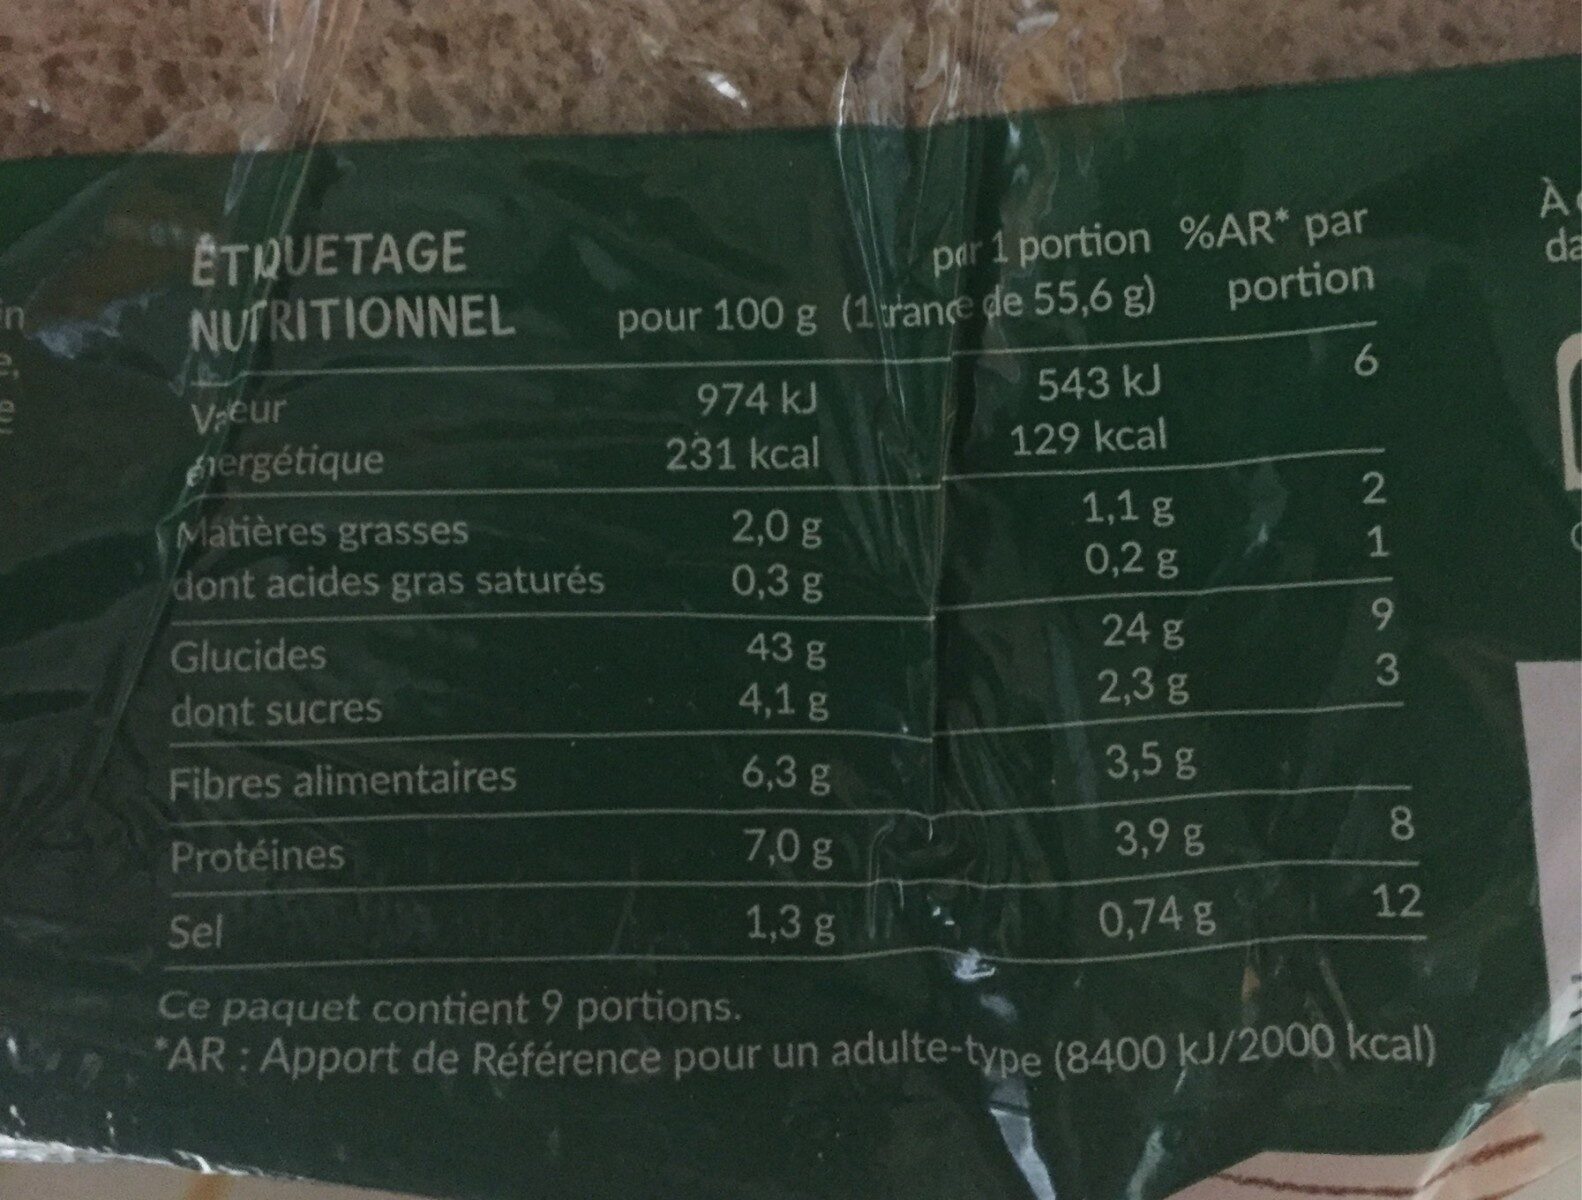 ÉTIQUETAGE
NUTRITIONNEL pour 100 g par 1 portion (1 tranche de 55,6 g) %AR* par portion
Valeur énergétique 974 kJ 543 kJ 6
231 kcal 129 kcal
Matières grasses 2,0 g 1,1 g 2
dont acides gras saturés 0,3 g 0,2 g 1
Glucides 43 g 24 g 9
dont sucres 4,1 g 2,3 g 3
Fibres alimentaires 6,3 g 3,5 g
Protéines 7,0 g 3,9 g 8
Sel 1,3 g 0,74 g 12
Ce paquet contient 9 portions.
*AR : Apport de Référence pour un adulte-type (8400 kJ/2000 kcal)